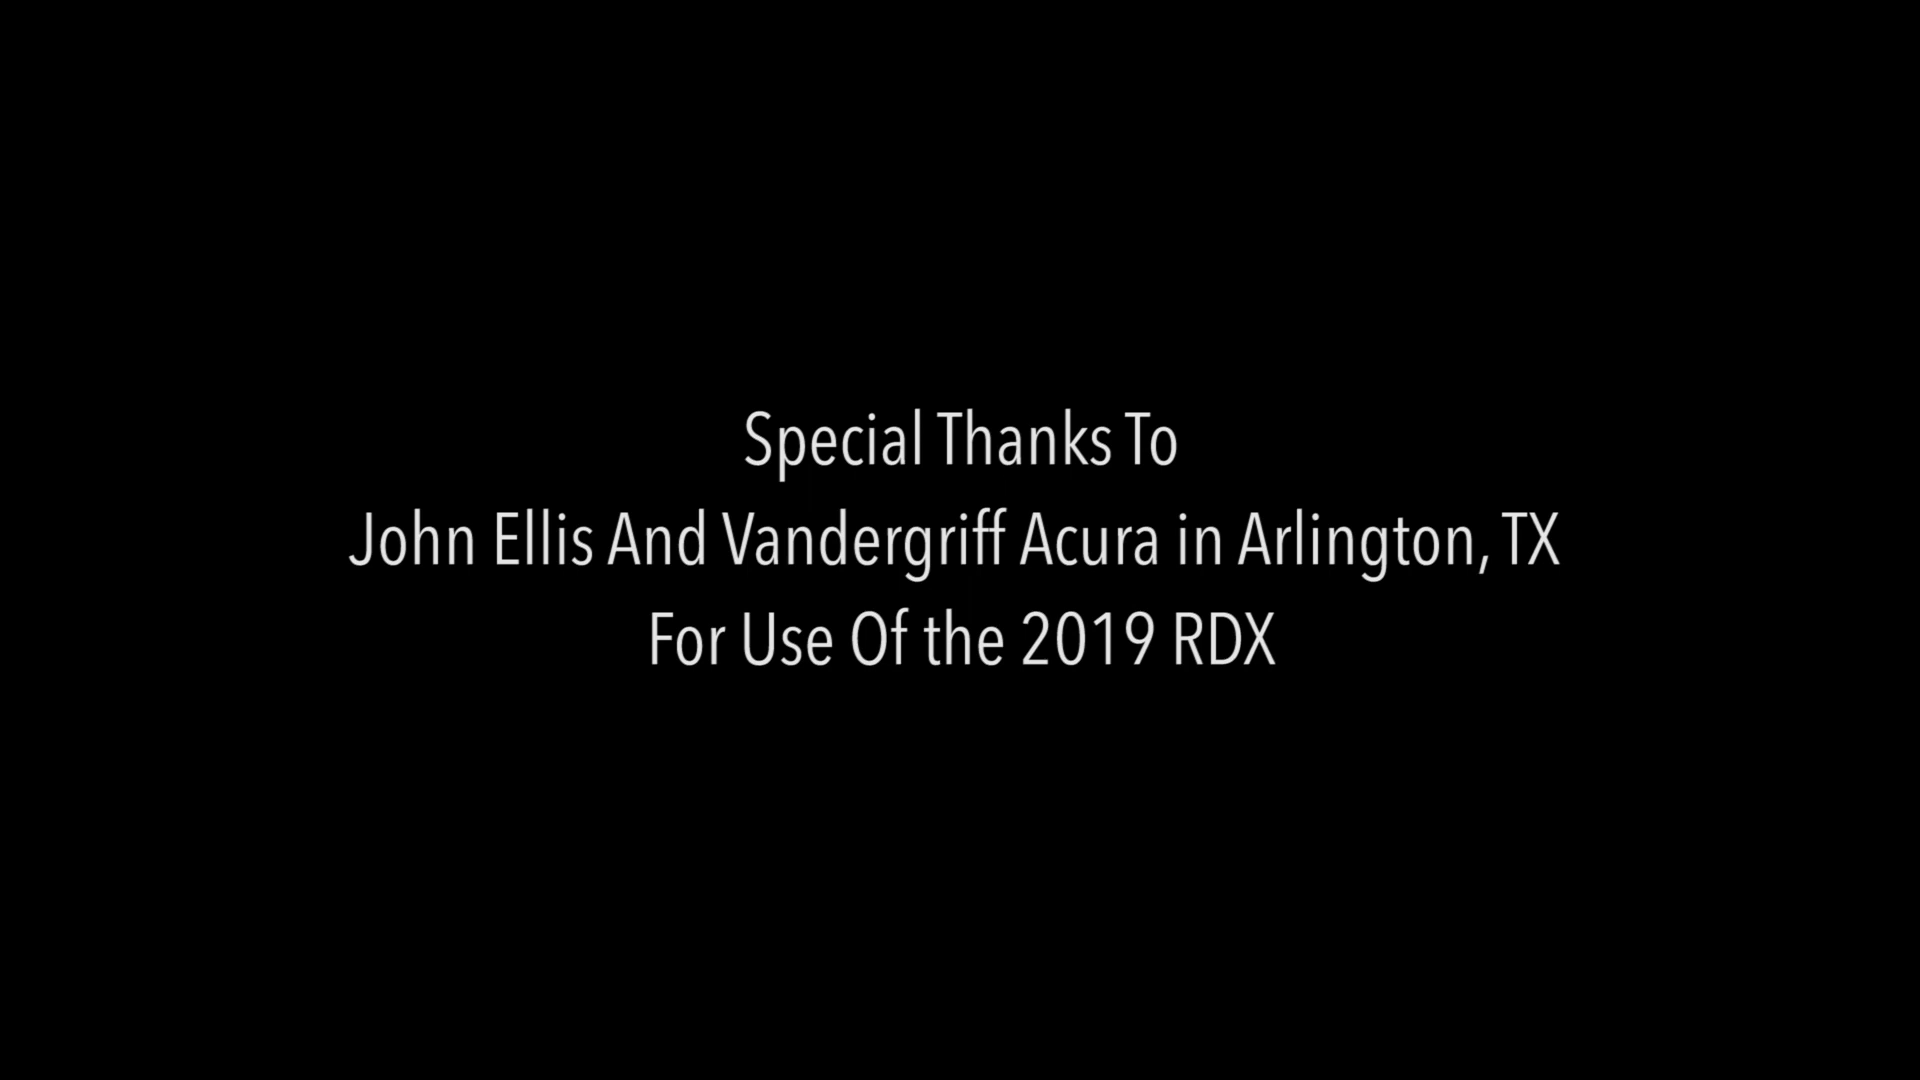 Special Thanks To
John Ellis And Vandergriff Acura in Arlington, TX
For Use Of the 2019 RDX